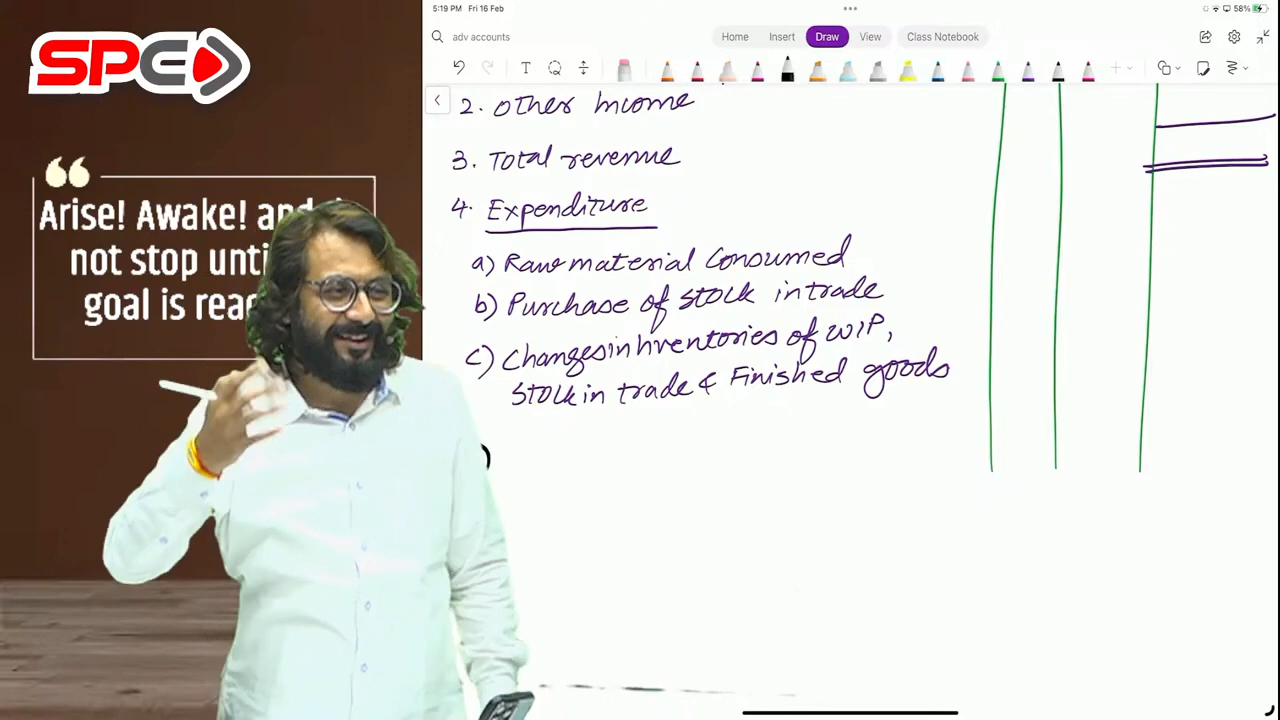 5:19 PM Fri 16 Feb
58%
adv accounts
Home Insert Draw View Class Notebook
SPE
Arise! Awake! and
not stop unti
goal is rea
2. Other Income
3. Total revenue
4. Expenditure
a) Raw material Consumed
b) Purchase of stock in trade
c) Changes in Inventories of WIP,
Stock in trade & Finished goods